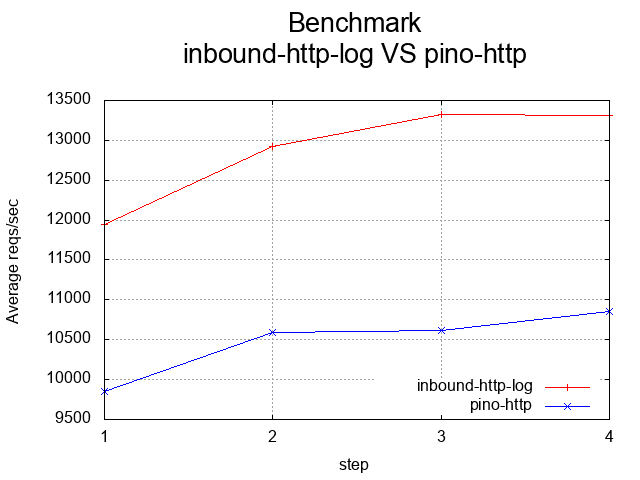 Benchmark
inbound-http-log VS pino-http
13500
13000
12500
12000
11500
11000
10500
10000
9500
Average reqs/sec
inbound-http-log
pino-http
1 2 3 4
step